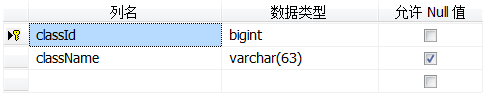 列名 数据类型 允许 Null 值
classId bigint
className varchar(63)